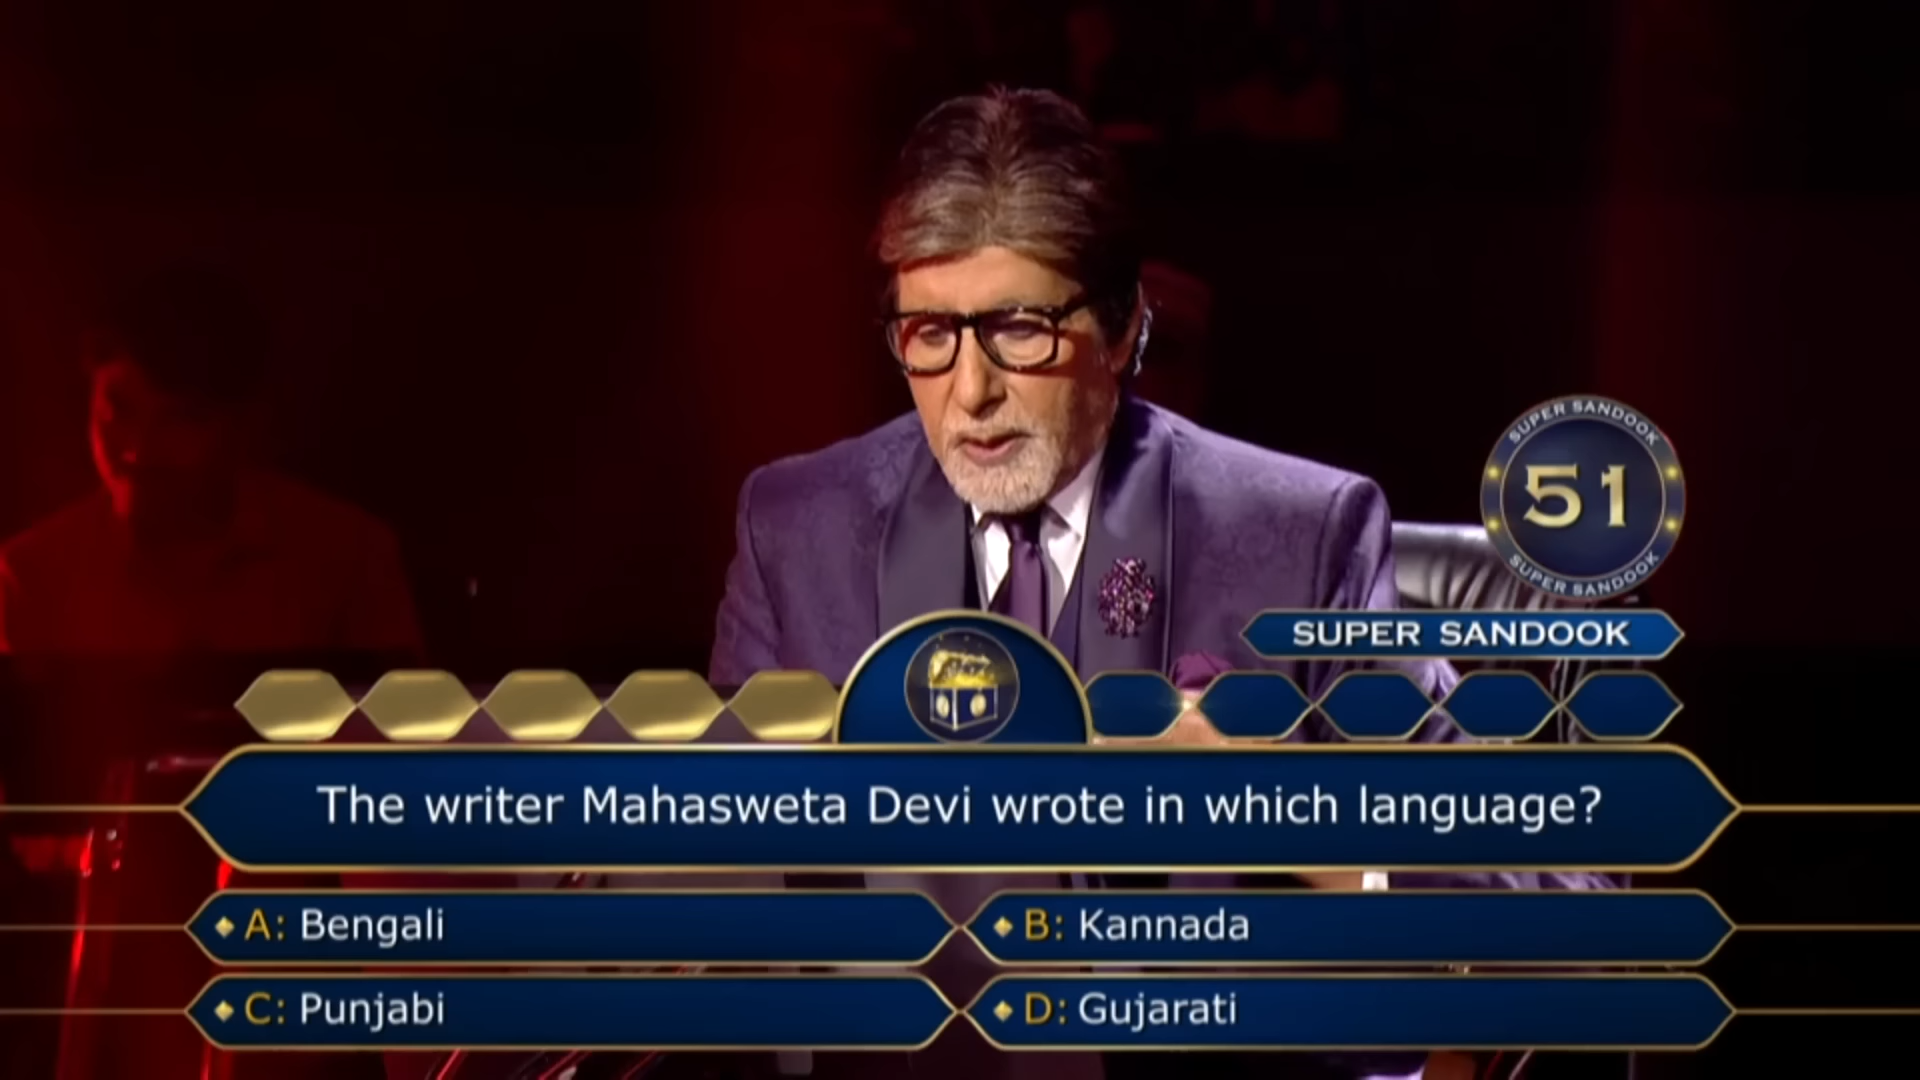 SUPER SANDOOK
51
SUPER SANDOOK
SUPER SANDOOK
The writer Mahasweta Devi wrote in which language?
A: Bengali
B: Kannada
C: Punjabi
D: Gujarati